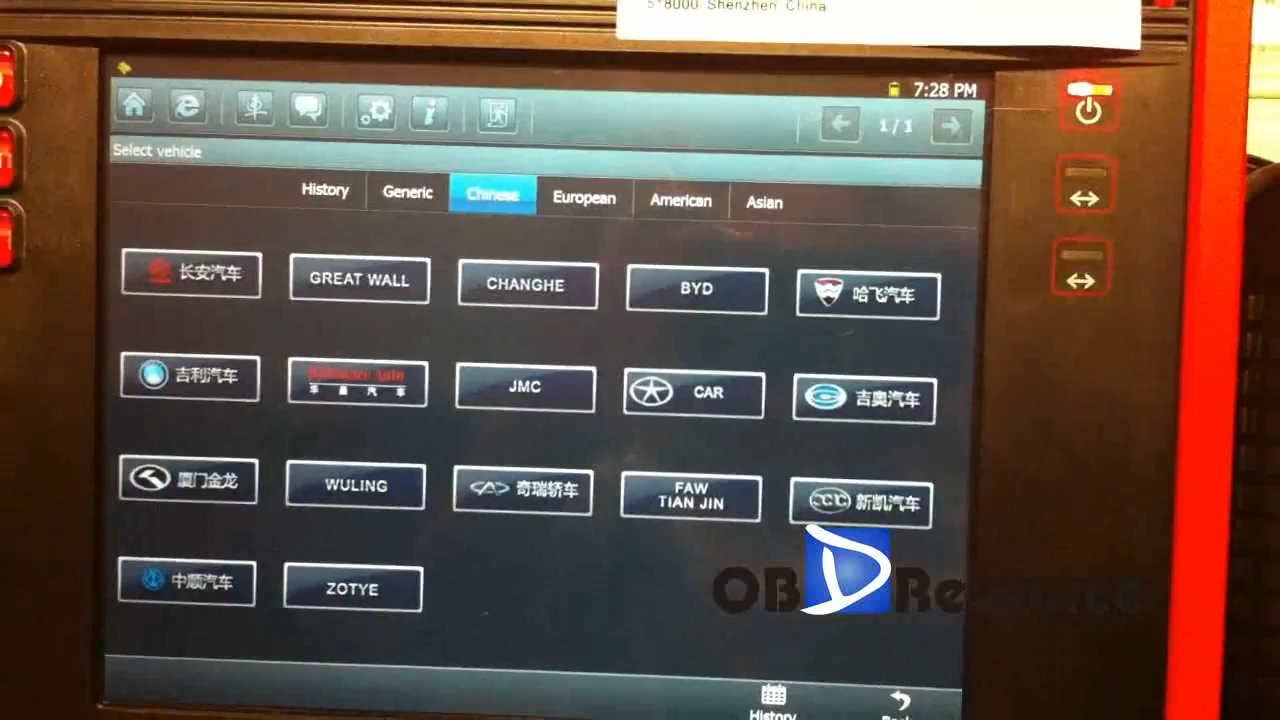 Shenzhen China
7:28 PM
1 / 1
Select vehicle
History
Generic
Chinese
European
American
Asian
长安汽车
GREAT WALL
CHANGHE
BYD
哈飞汽车
吉利汽车
JMC
CAR
吉奥汽车
厦门金龙
WULING
奇瑞轿车
FAW
TIAN JIN
新凯汽车
中顺汽车
ZOTYE
History